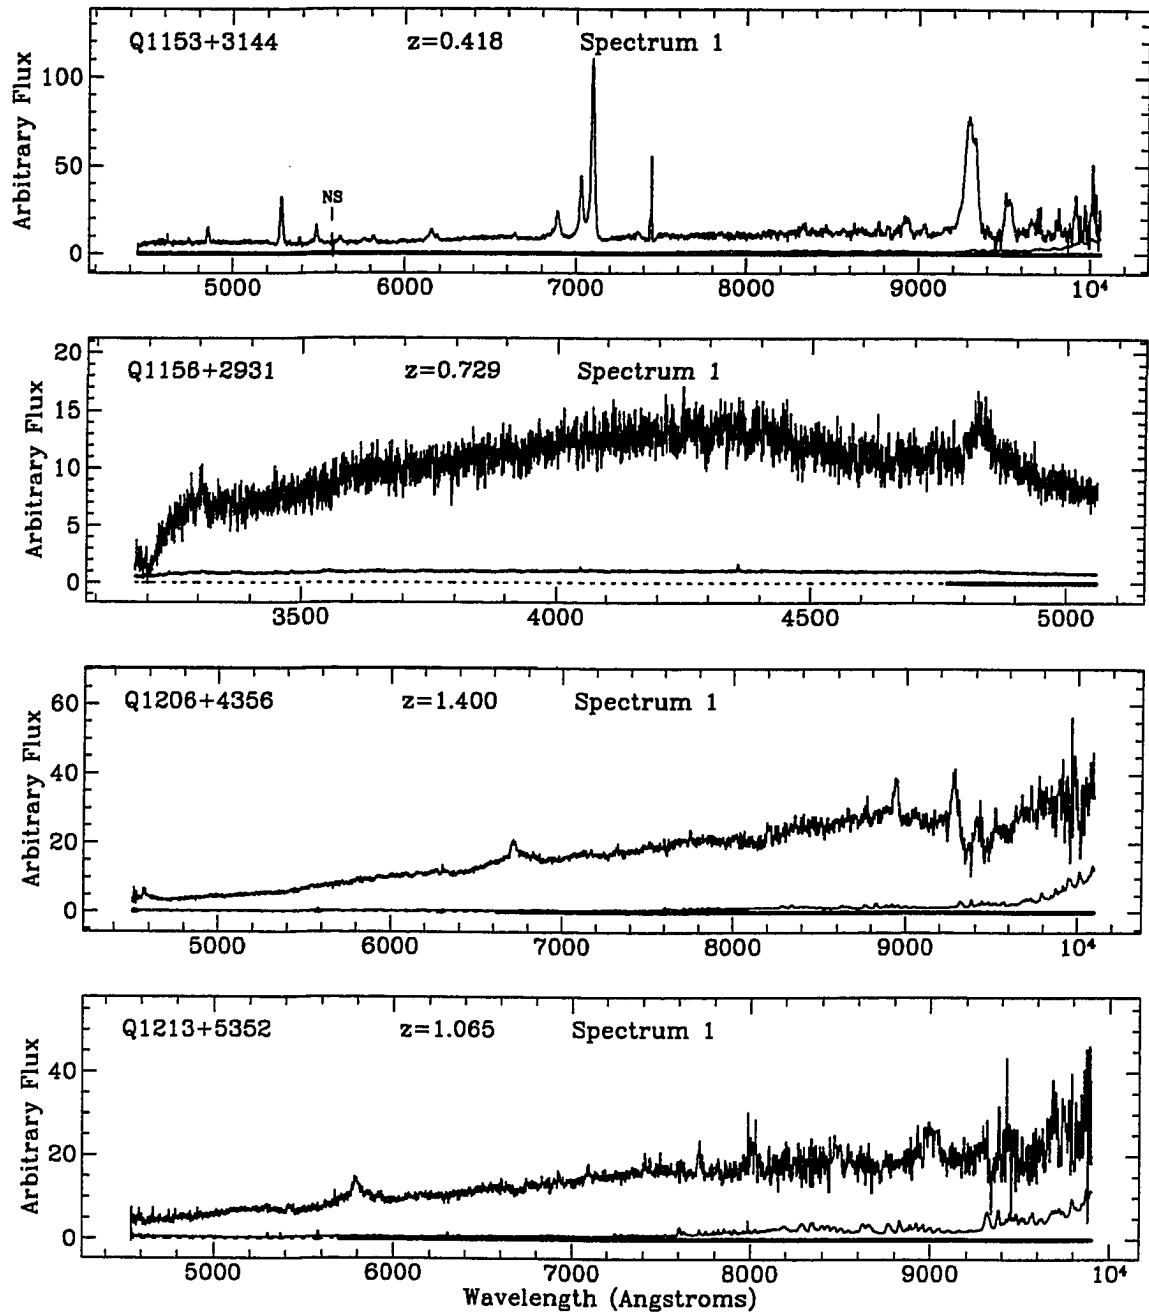 Q1153+3144 z=0.418 Spectrum 1
Arbitrary Flux
100
50
0
NS
5000 6000 7000 8000 9000 10⁴
Q1156+2931 z=0.729 Spectrum 1
Arbitrary Flux
20
15
10
5
0
3500 4000 4500 5000
Q1206+4356 z=1.400 Spectrum 1
Arbitrary Flux
60
40
20
0
5000 6000 7000 8000 9000 10⁴
Q1213+5352 z=1.065 Spectrum 1
Arbitrary Flux
40
20
0
5000 6000 7000 8000 9000 10⁴
Wavelength (Angstroms)